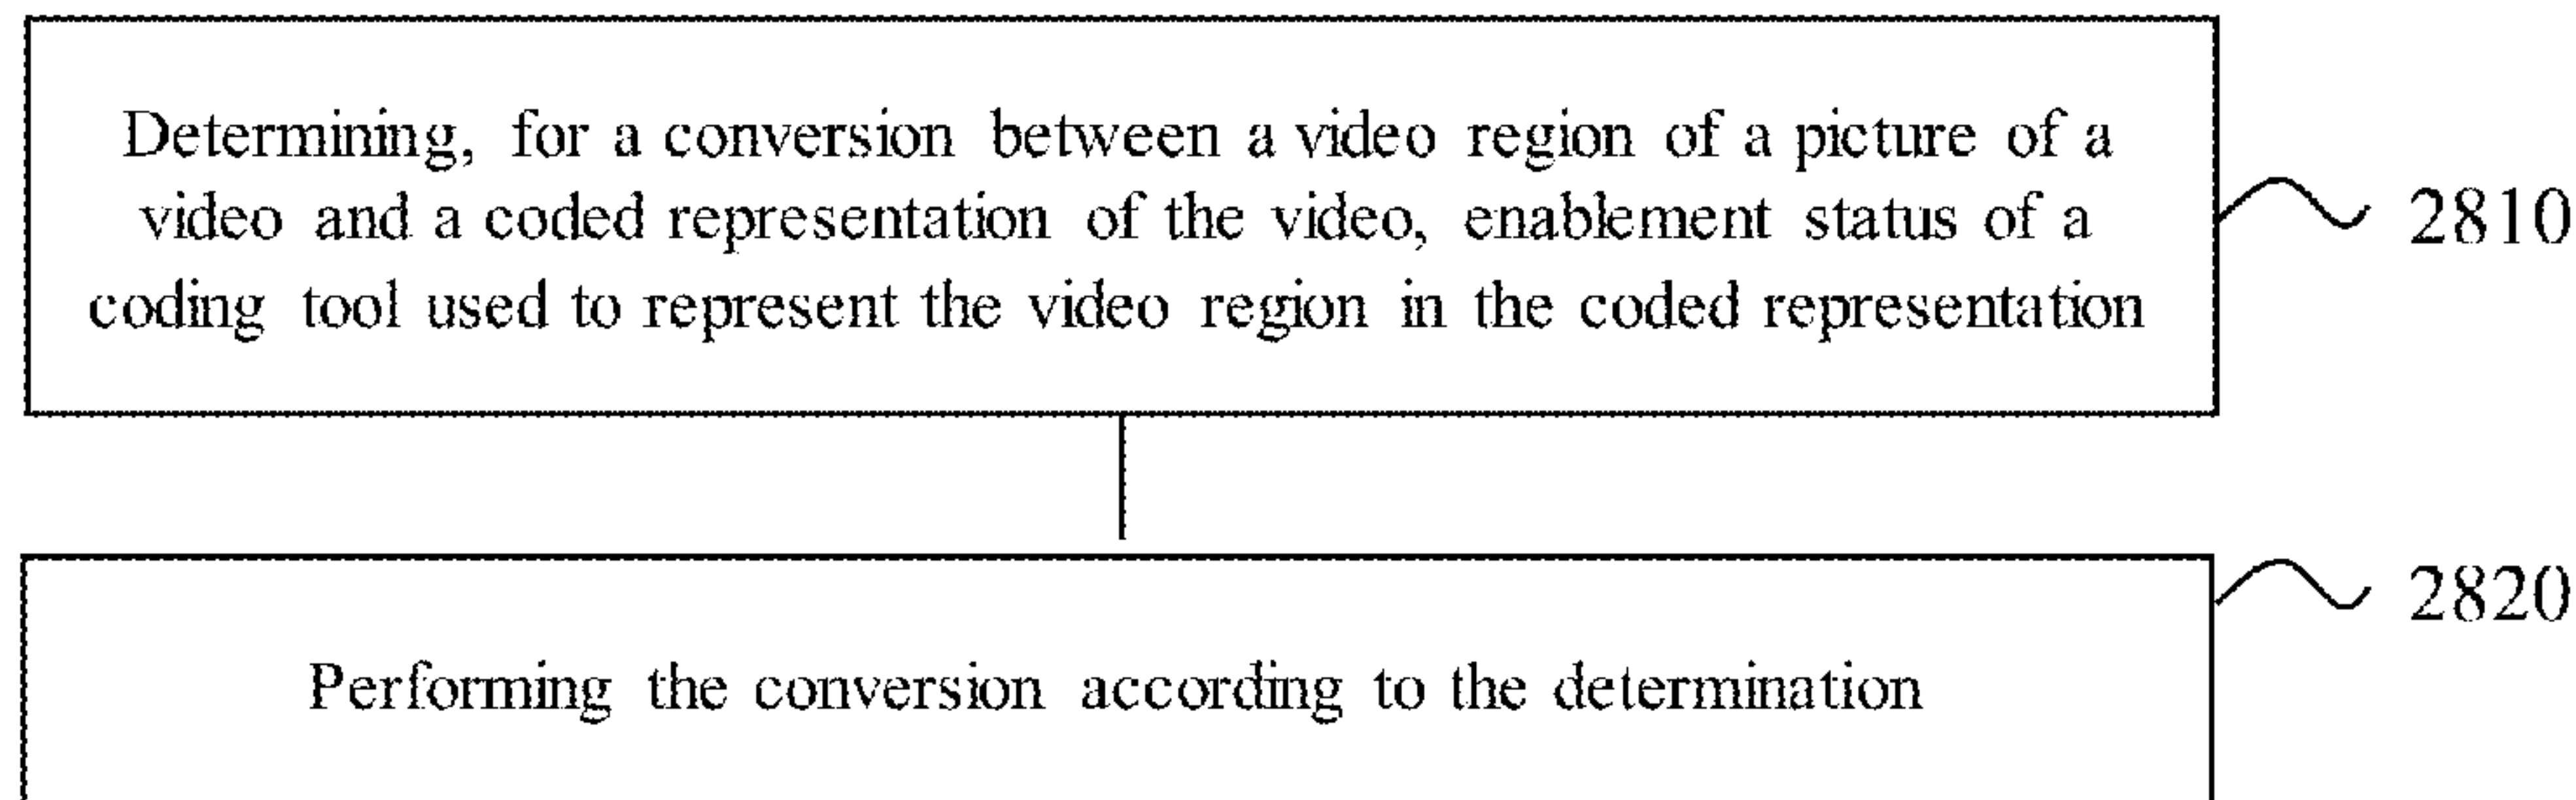 Determining, for a conversion between a video region of a picture of a
video and a coded representation of the video, enablement status of a
coding tool used to represent the video region in the coded representation
2810
Performing the conversion according to the determination
2820